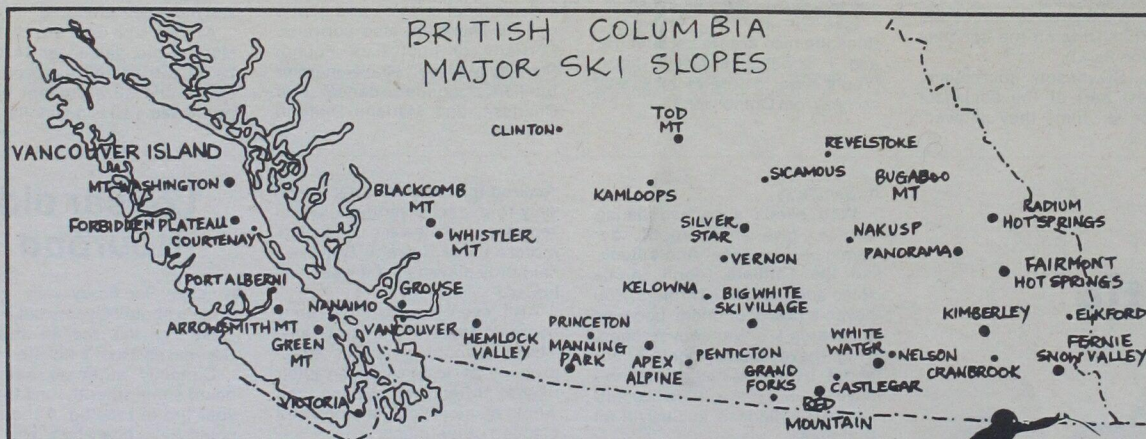 BRITISH COLUMBIA
MAJOR SKI SLOPES
VANCOUVER ISLAND
MT. WASHINGTON
FORBIDDEN PLATEAU
COURTENAY
PORT ALBERNI
ARROWSMITH MT
GREEN
MT
NANAIMO
VICTORIA
BLACKCOMB
MT
WHISTLER
MT
GROUSE
VANCOUVER
HEMLOCK
VALLEY
CLINTON
TOD
MT
KAMLOOPS
SICAMOUS
REVELSTOKE
BUGABOO
MT
SILVER
STAR
VERNON
NAKUSP
PANORAMA
RADIUM
HOT SPRINGS
FAIRMONT
HOT SPRINGS
KELOWNA
BIG WHITE
SKI VILLAGE
PRINCETON
MANNING
PARK
APEX
ALPINE
PENTICTON
GRAND
FORKS
WHITE
WATER
NELSON
CASTLEGAR
RED
MOUNTAIN
KIMBERLEY
CRANBROOK
ELKFORD
FERNIE
SNOW VALLEY